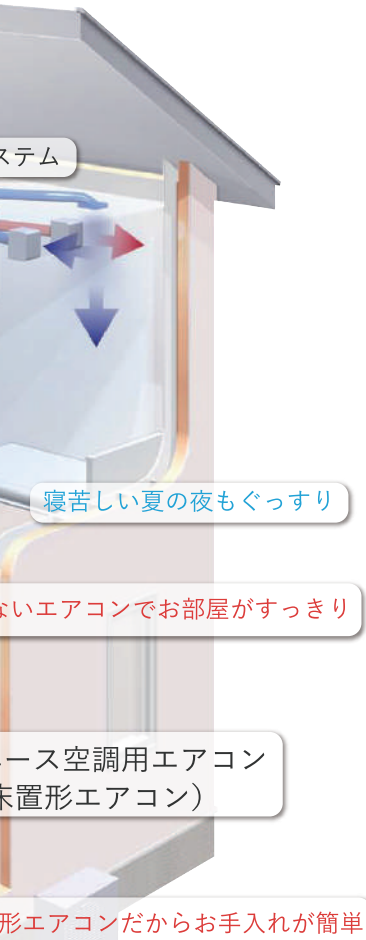 ステム
寝苦しい夏の夜もぐっすり
ないエアコンでお部屋がすっきり
ース空調用エアコン
床置形エアコン）
形エアコンだからお手入れが簡単